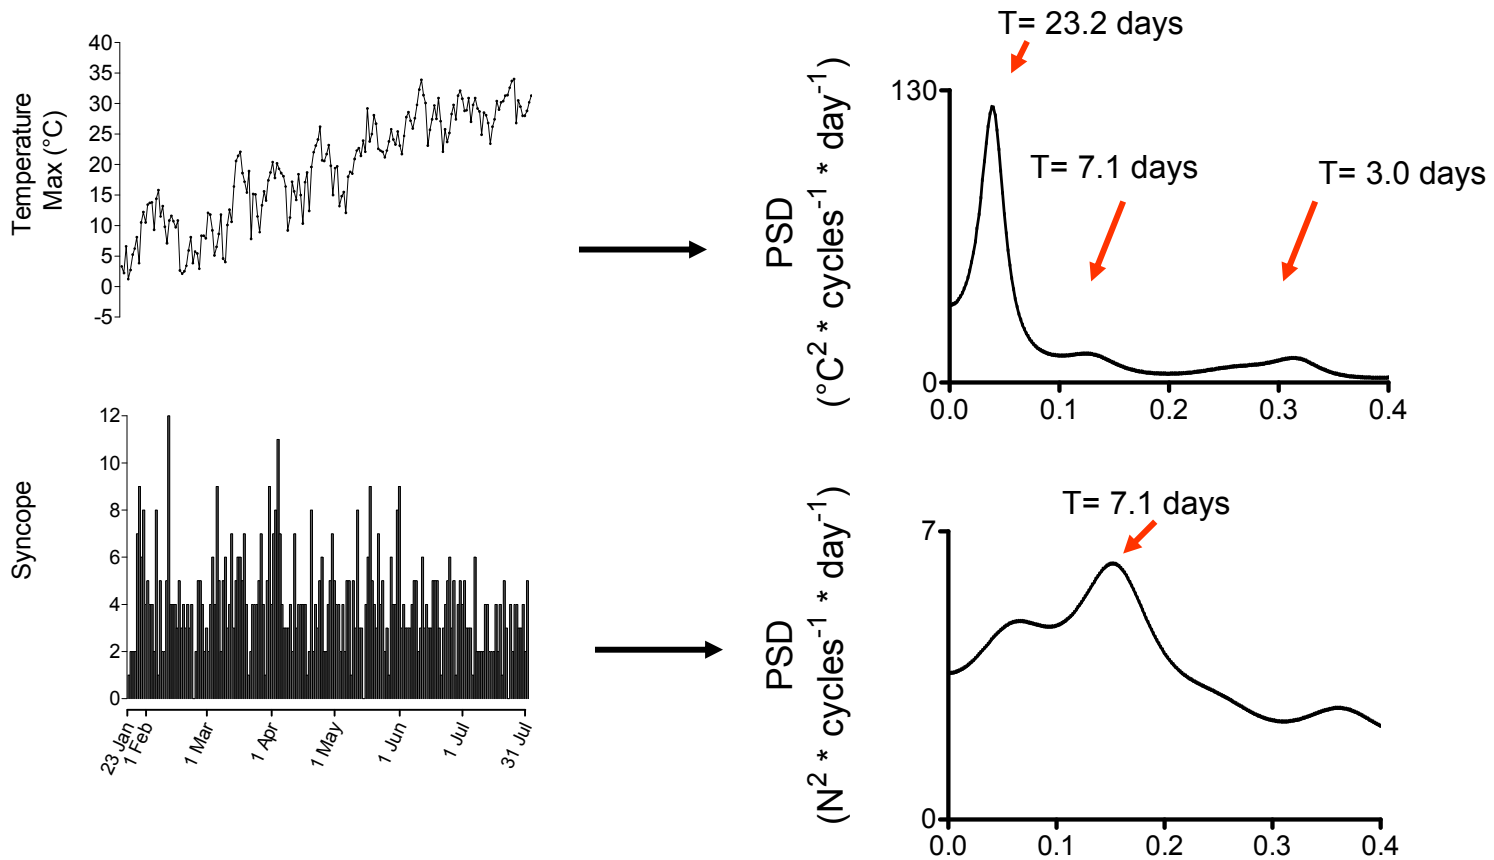 40
35
30
25
20
15
10
5
0
-5
Temperature
Max (°C)
T= 23.2 days
T= 7.1 days
T= 3.0 days
130
0
PSD
(°C² * cycles⁻¹ * day⁻¹)
0.0 0.1 0.2 0.3 0.4
12
10
8
6
4
2
0
Syncope
23 Jan
1 Feb
1 Mar
1 Apr
1 May
1 Jun
1 Jul
31 Jul
T= 7.1 days
7
0
PSD
(N² * cycles⁻¹ * day⁻¹)
0.0 0.1 0.2 0.3 0.4